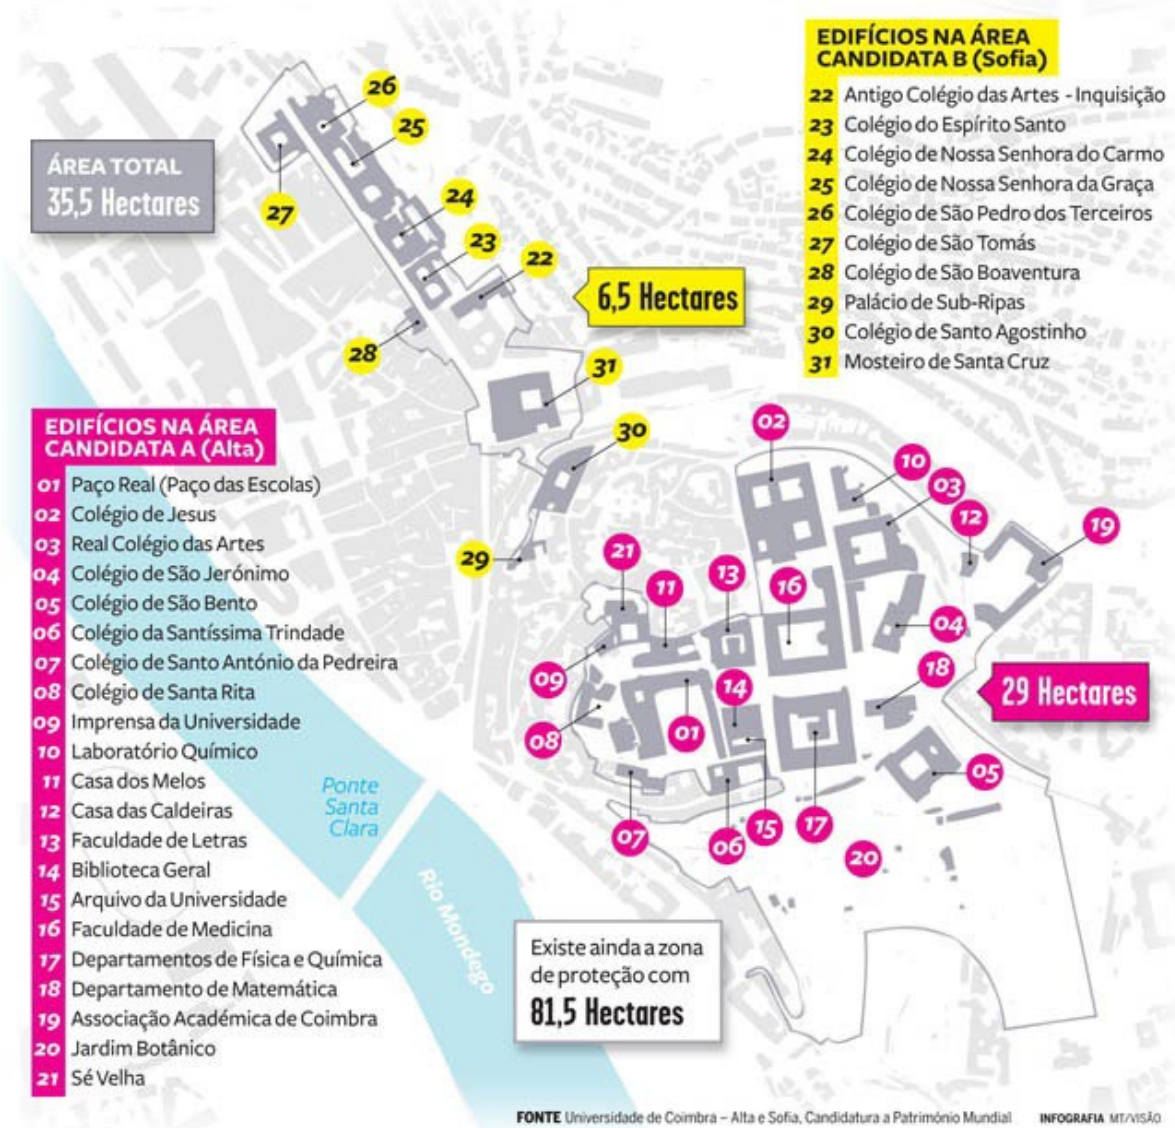 EDIFÍCIOS NA ÁREA
CANDIDATA B (Sofia)
22 Antigo Colégio das Artes - Inquisição
23 Colégio do Espírito Santo
24 Colégio de Nossa Senhora do Carmo
25 Colégio de Nossa Senhora da Graça
26 Colégio de São Pedro dos Terceiros
27 Colégio de São Tomás
28 Colégio de São Boaventura
29 Palácio de Sub-Ripas
30 Colégio de Santo Agostinho
31 Mosteiro de Santa Cruz
ÁREA TOTAL
35,5 Hectares
26
25
27
24
23
22
6,5 Hectares
28
31
30
29
EDIFÍCIOS NA ÁREA
CANDIDATA A (Alta)
01 Paço Real (Paço das Escolas)
02 Colégio de Jesus
03 Real Colégio das Artes
04 Colégio de São Jerónimo
05 Colégio de São Bento
06 Colégio da Santíssima Trindade
07 Colégio de Santo António da Pedreira
08 Colégio de Santa Rita
09 Imprensa da Universidade
10 Laboratório Químico
11 Casa dos Melos
12 Casa das Caldeiras
13 Faculdade de Letras
14 Biblioteca Geral
15 Arquivo da Universidade
16 Faculdade de Medicina
17 Departamentos de Física e Química
18 Departamento de Matemática
19 Associação Académica de Coimbra
20 Jardim Botânico
21 Sé Velha
02
10
03
12
19
21
11
13
16
04
09
14
18
29 Hectares
08
01
05
07
06
15
17
20
Ponte
Santa
Clara
Rio Mondego
Existe ainda a zona
de proteção com
81,5 Hectares
FONTE Universidade de Coimbra – Alta e Sofia, Candidatura a Património Mundial
INFOGRAFIA MT/VISÃO